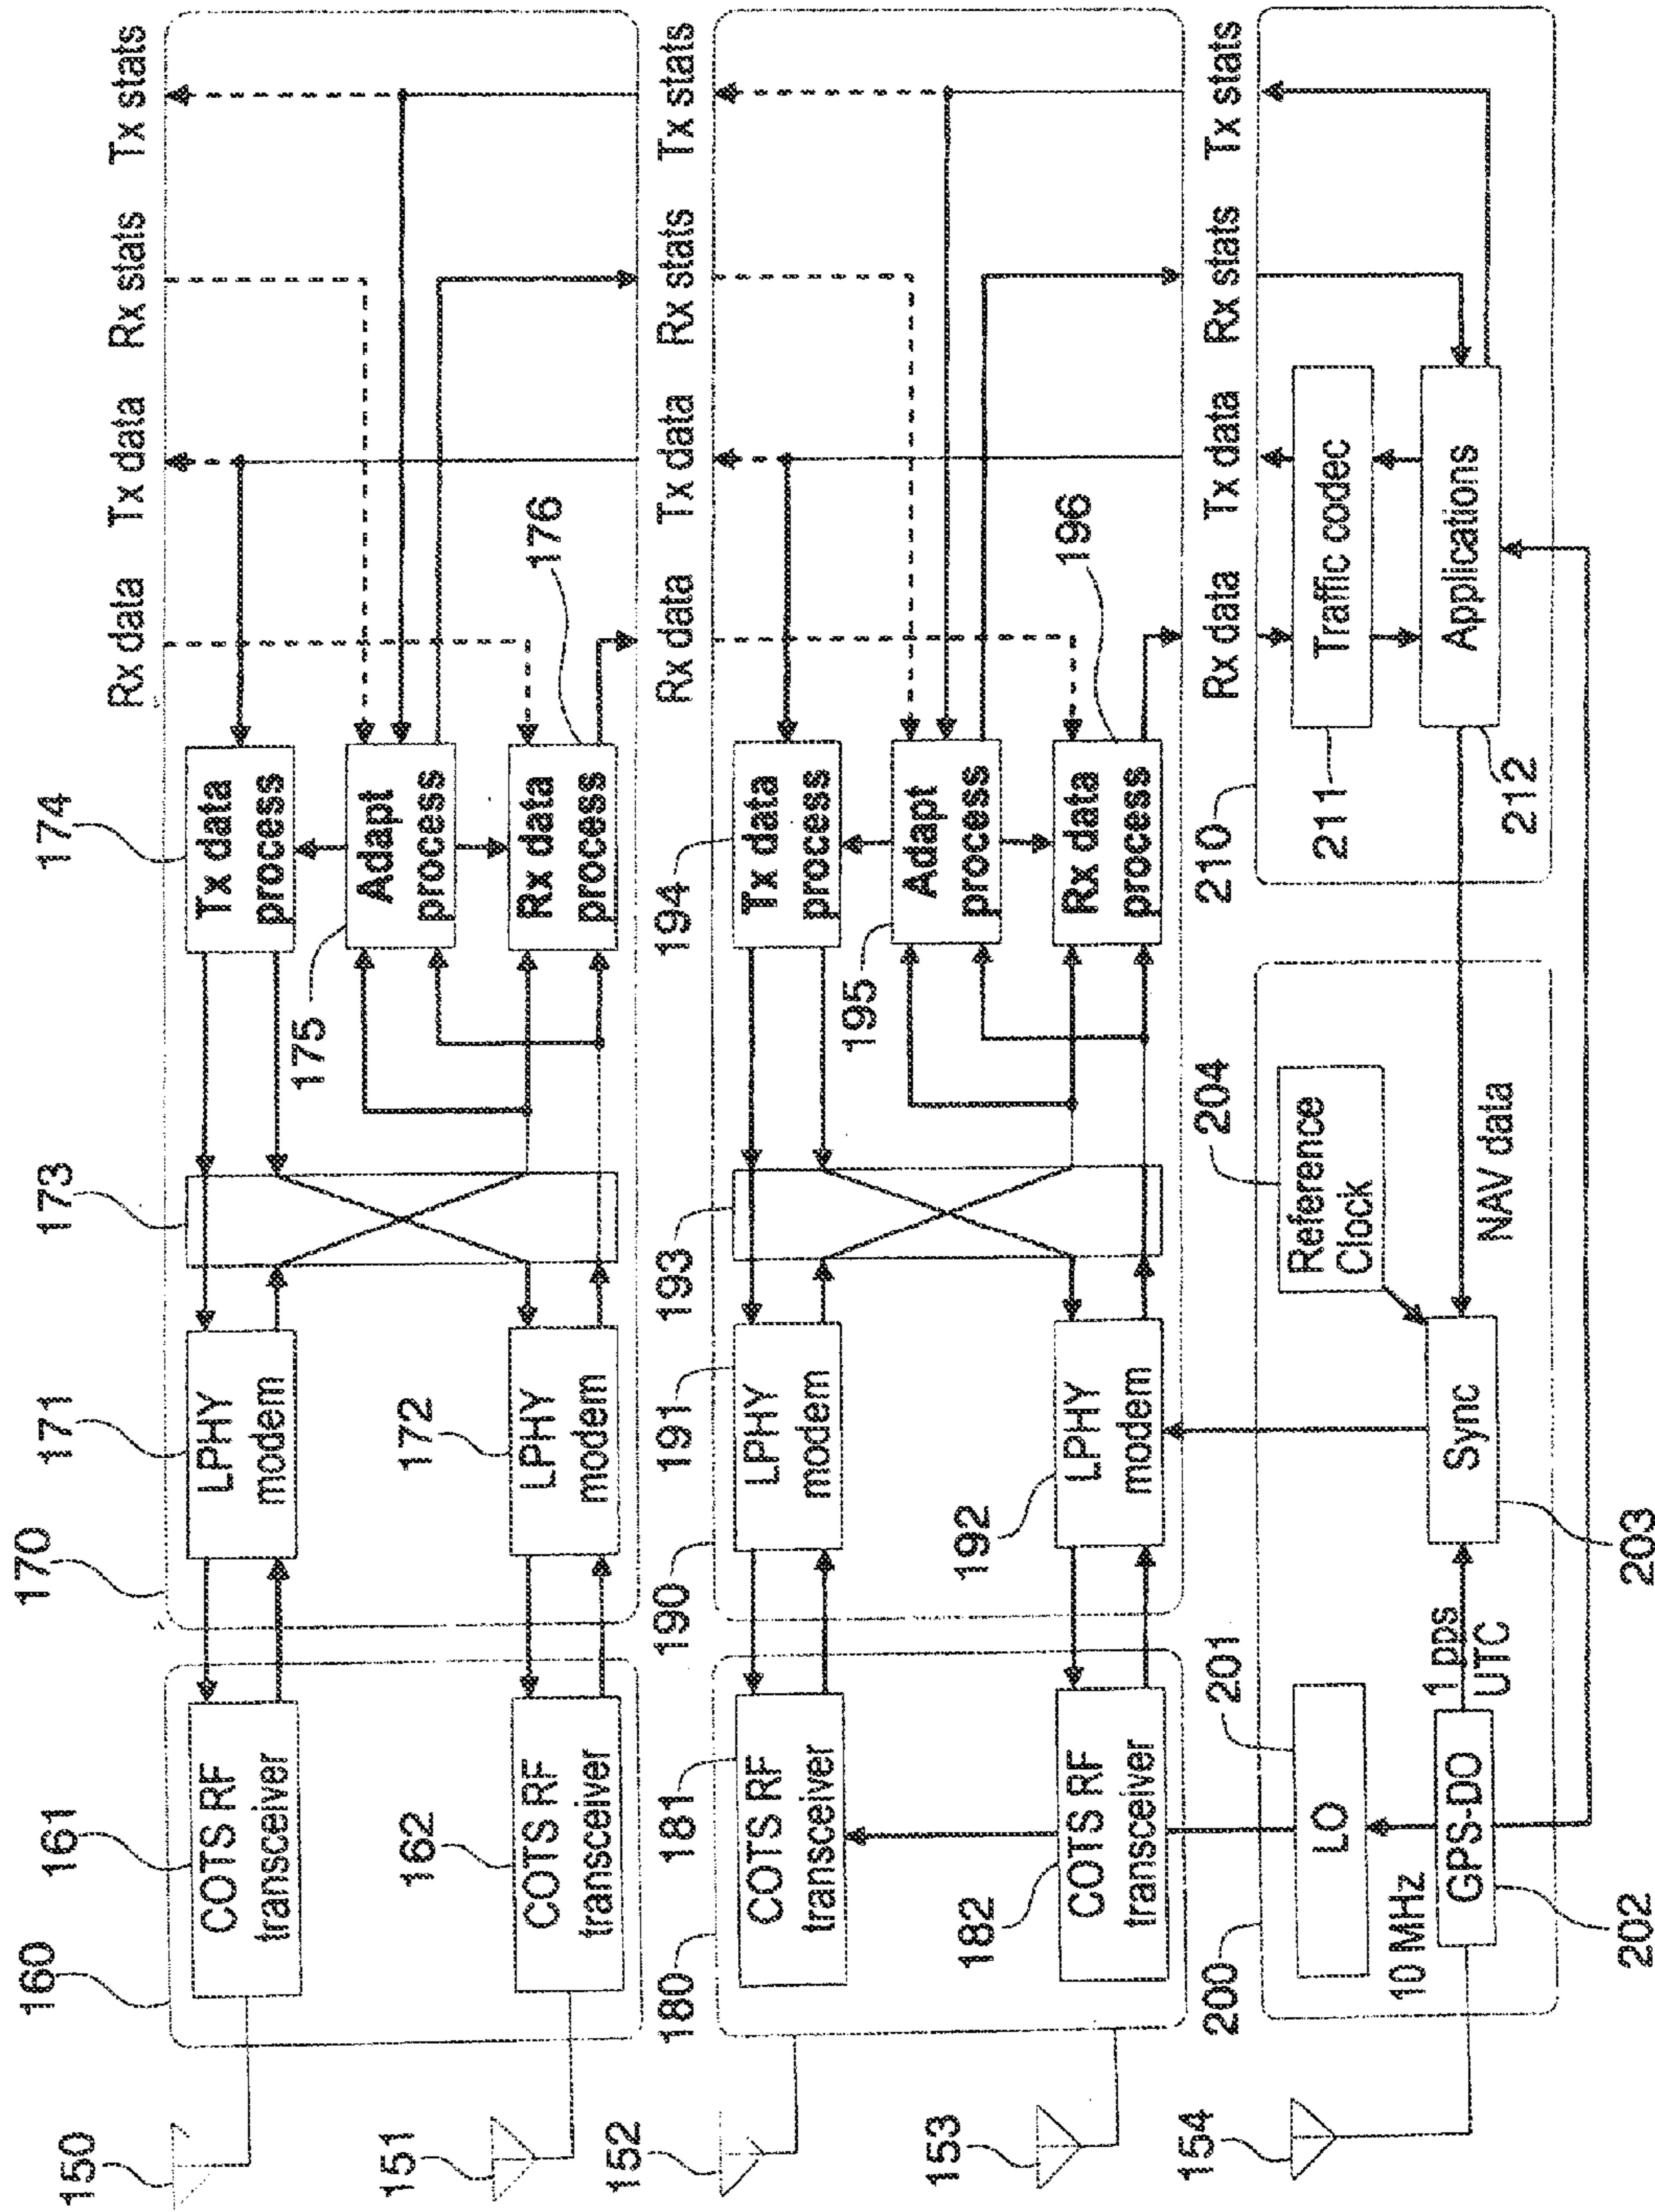 150
160
161
COTS RF
transceiver
170
171
LPHY
modem
173
174
Tx data
process
Rx data
Tx data
Rx stats
Tx stats
175
Adapt
process
151
162
COTS RF
transceiver
172
LPHY
modem
Rx data
process
176
152
180
181
COTS RF
transceiver
190
191
LPHY
modem
193
194
Tx data
process
Rx data
Tx data
Rx stats
Tx stats
195
Adapt
process
153
182
COTS RF
transceiver
192
LPHY
modem
Rx data
process
196
154
200
LO
201
204
Reference
Clock
210
211
Traffic codec
Rx data
Tx data
Rx stats
Tx stats
10 MHz
GPS-DO
202
1 pps
UTC
Sync
203
NAV data
212
Applications